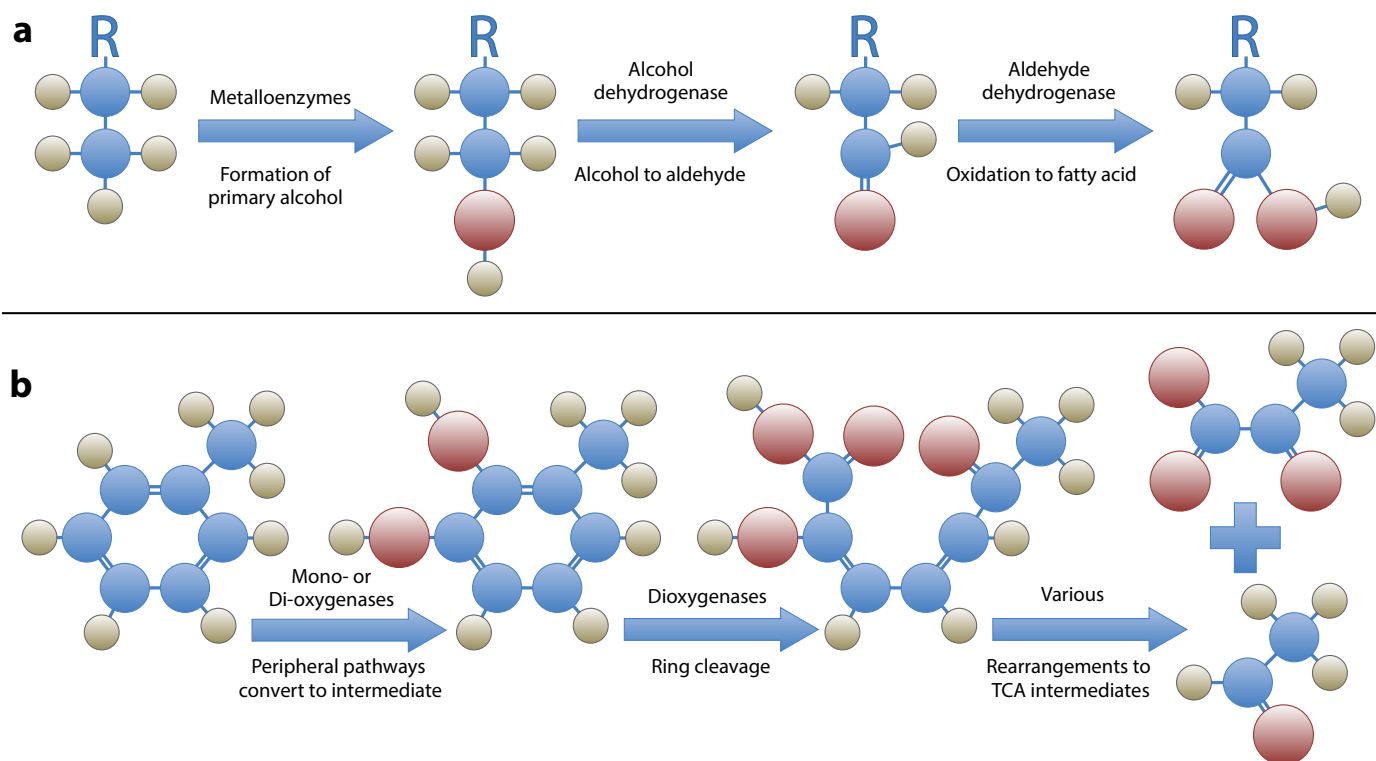 a
R
R
R
R
Metalloenzymes
Formation of
primary alcohol
Alcohol
dehydrogenase
Alcohol to aldehyde
Aldehyde
dehydrogenase
Oxidation to fatty acid
b
Mono- or
Di-oxygenases
Peripheral pathways
convert to intermediate
Dioxygenases
Ring cleavage
Various
Rearrangements to
TCA intermediates